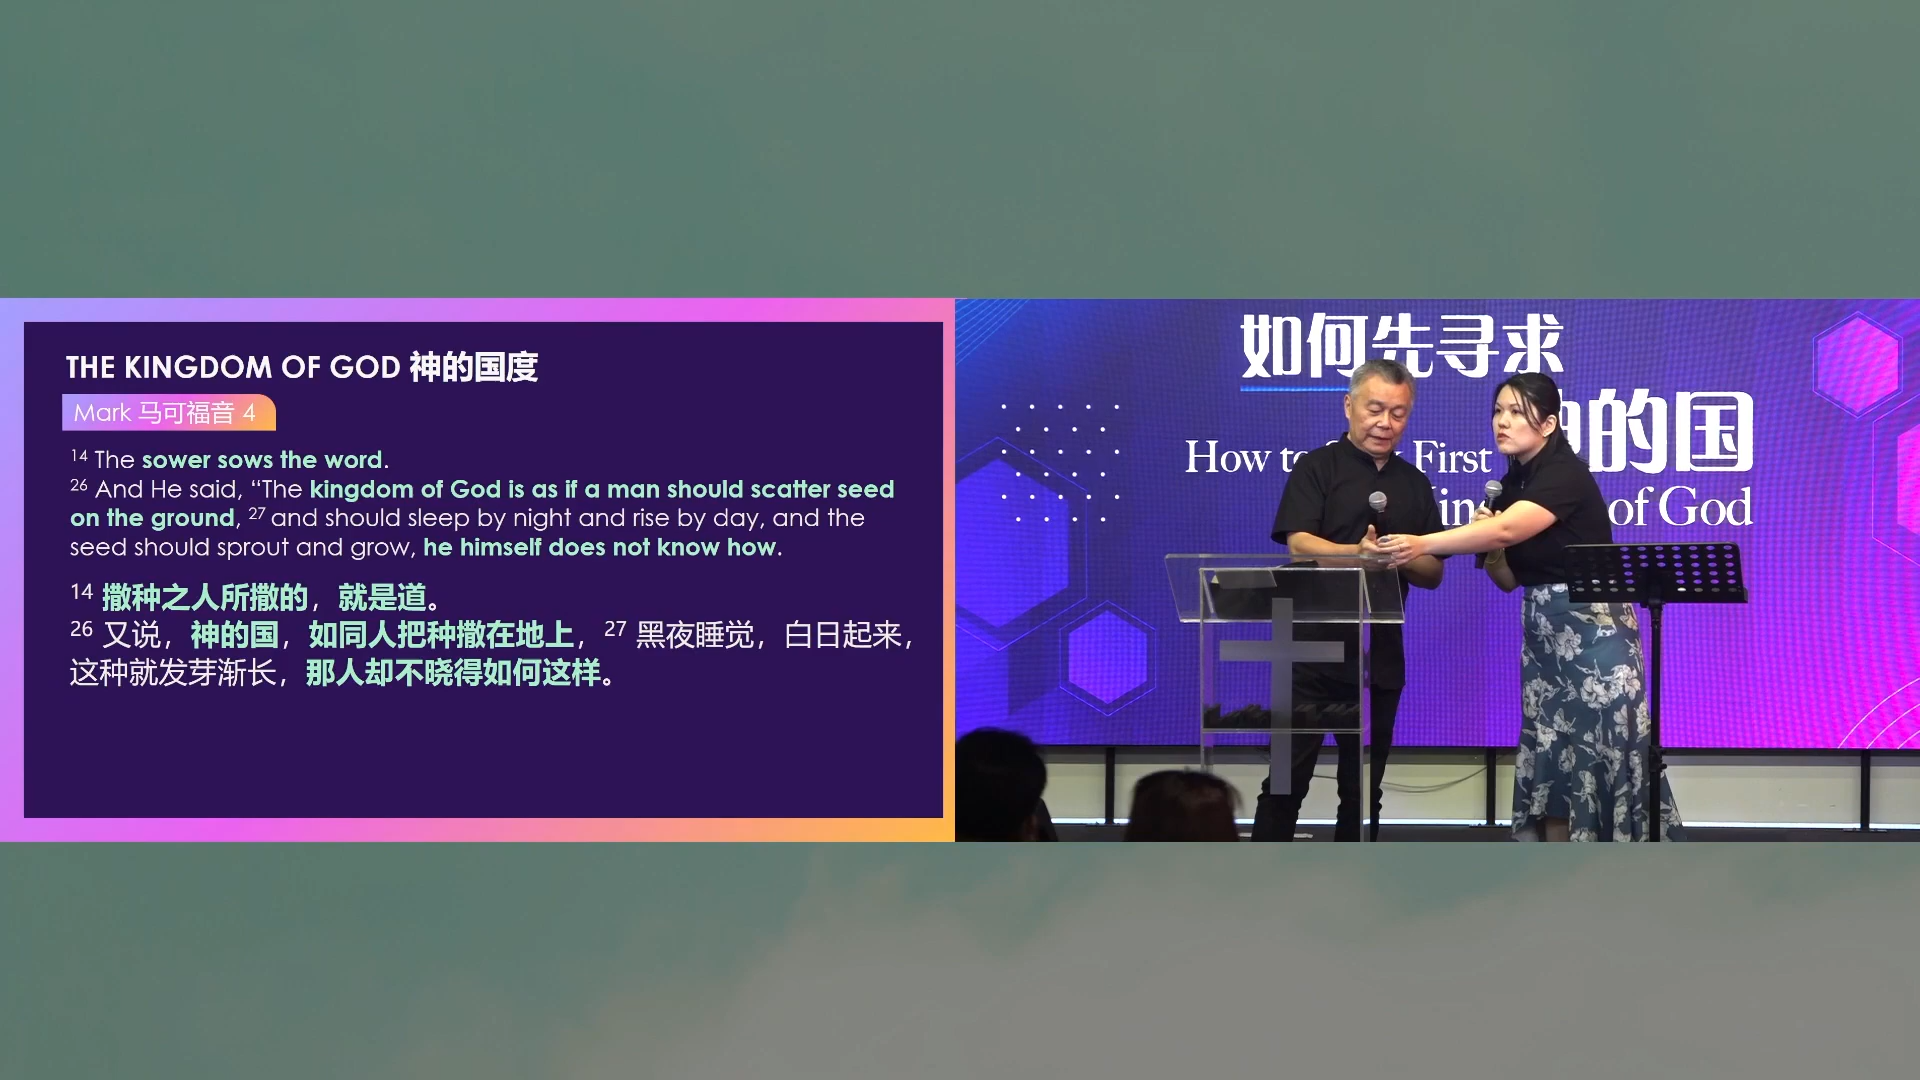 THE KINGDOM OF GOD 神的国度
Mark 马可福音 4
14 The sower sows the word.
26 And He said, “The kingdom of God is as if a man should scatter seed
on the ground, 27 and should sleep by night and rise by day, and the
seed should sprout and grow, he himself does not know how.
14 撒种之人所撒的，就是道。
26 又说，神的国，如同人把种撒在地上，27 黑夜睡觉，白日起来，
这种就发芽渐长，那人却不晓得如何这样。
如何先寻求
的国
How to First
of God